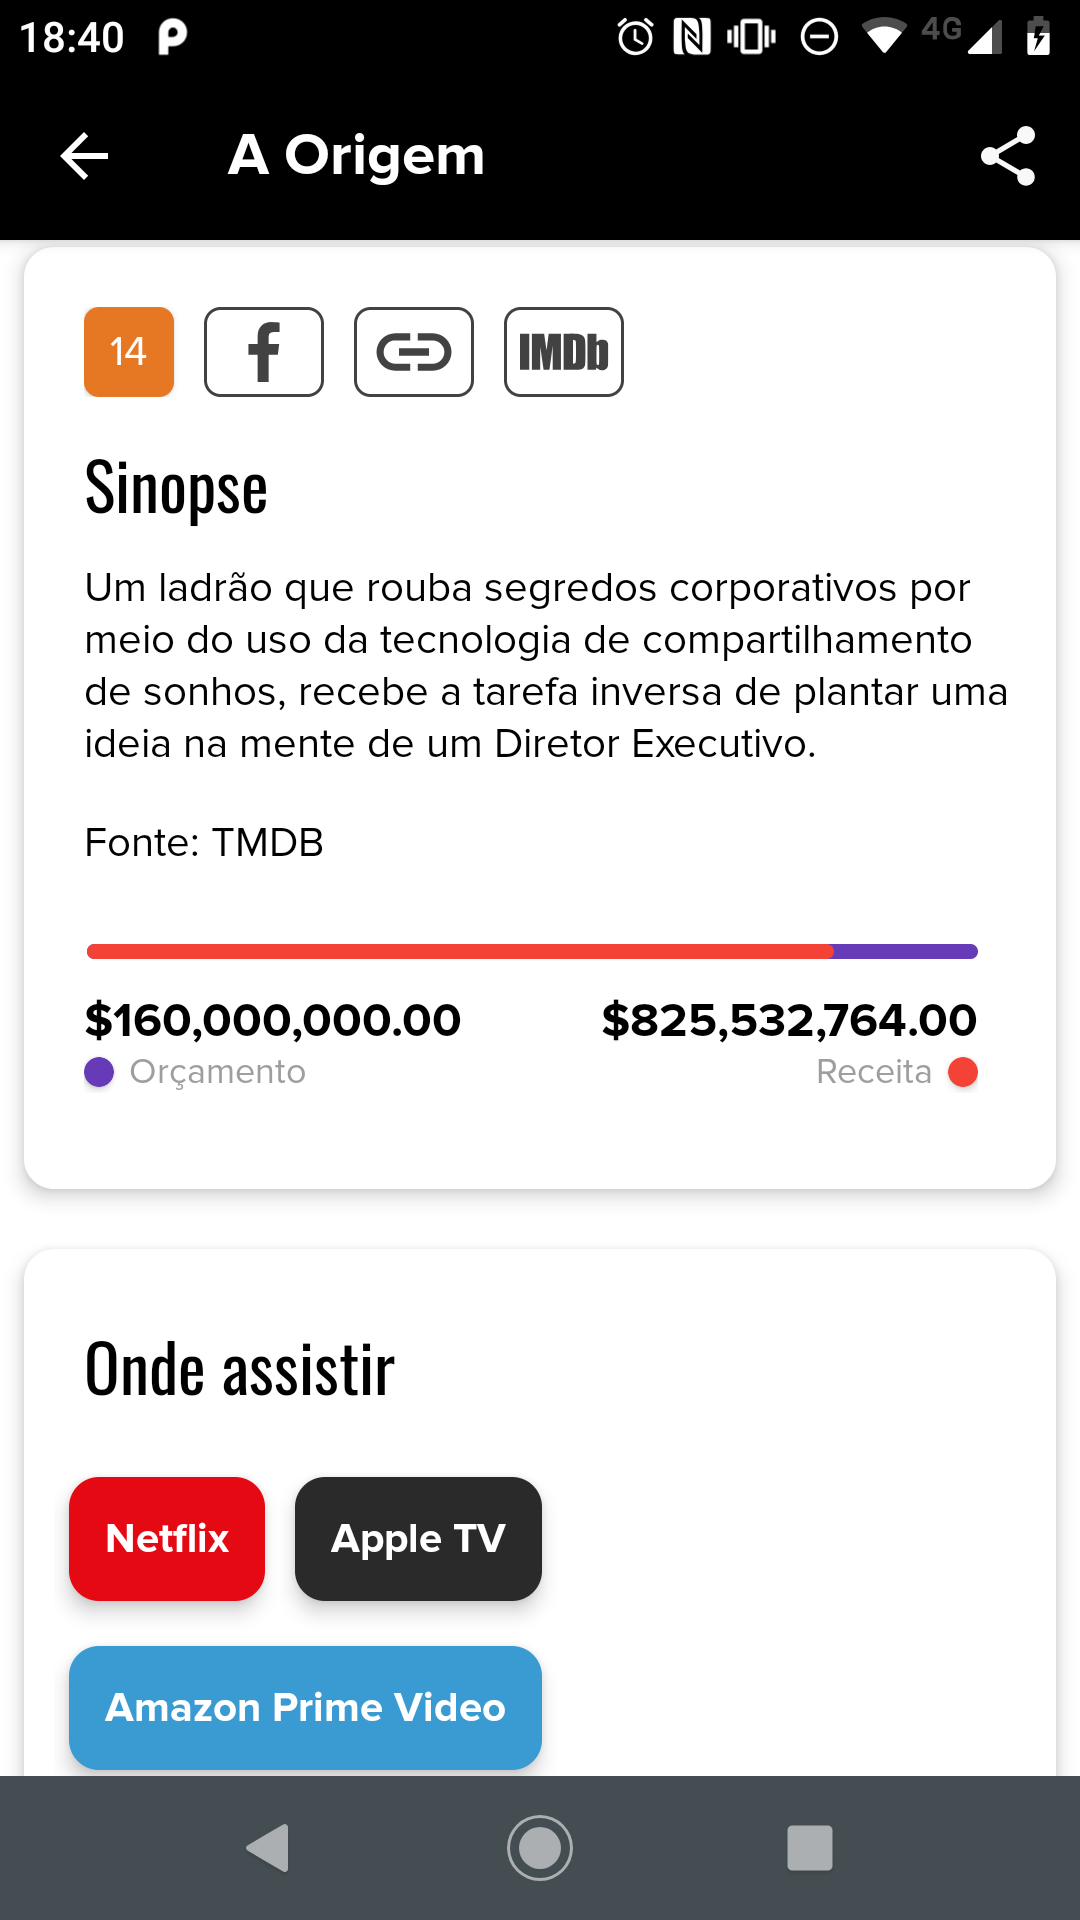 18:40
4G
A Origem
14
IMDb
Sinopse
Um ladrão que rouba segredos corporativos por
meio do uso da tecnologia de compartilhamento
de sonhos, recebe a tarefa inversa de plantar uma
ideia na mente de um Diretor Executivo.
Fonte: TMDB
$160,000,000.00 $825,532,764.00
Orçamento Receita
Onde assistir
Netflix Apple TV
Amazon Prime Video